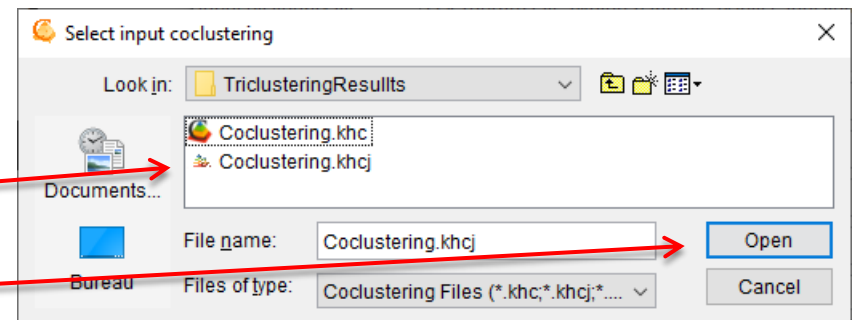 Select input coclustering
Look in: TriclusteringResullts
Coclustering.khc
Coclustering.khcj
Documents...
File name: Coclustering.khcj Open
Bureau Files of type: Coclustering Files (*.khc;*.khcj;*.... Cancel